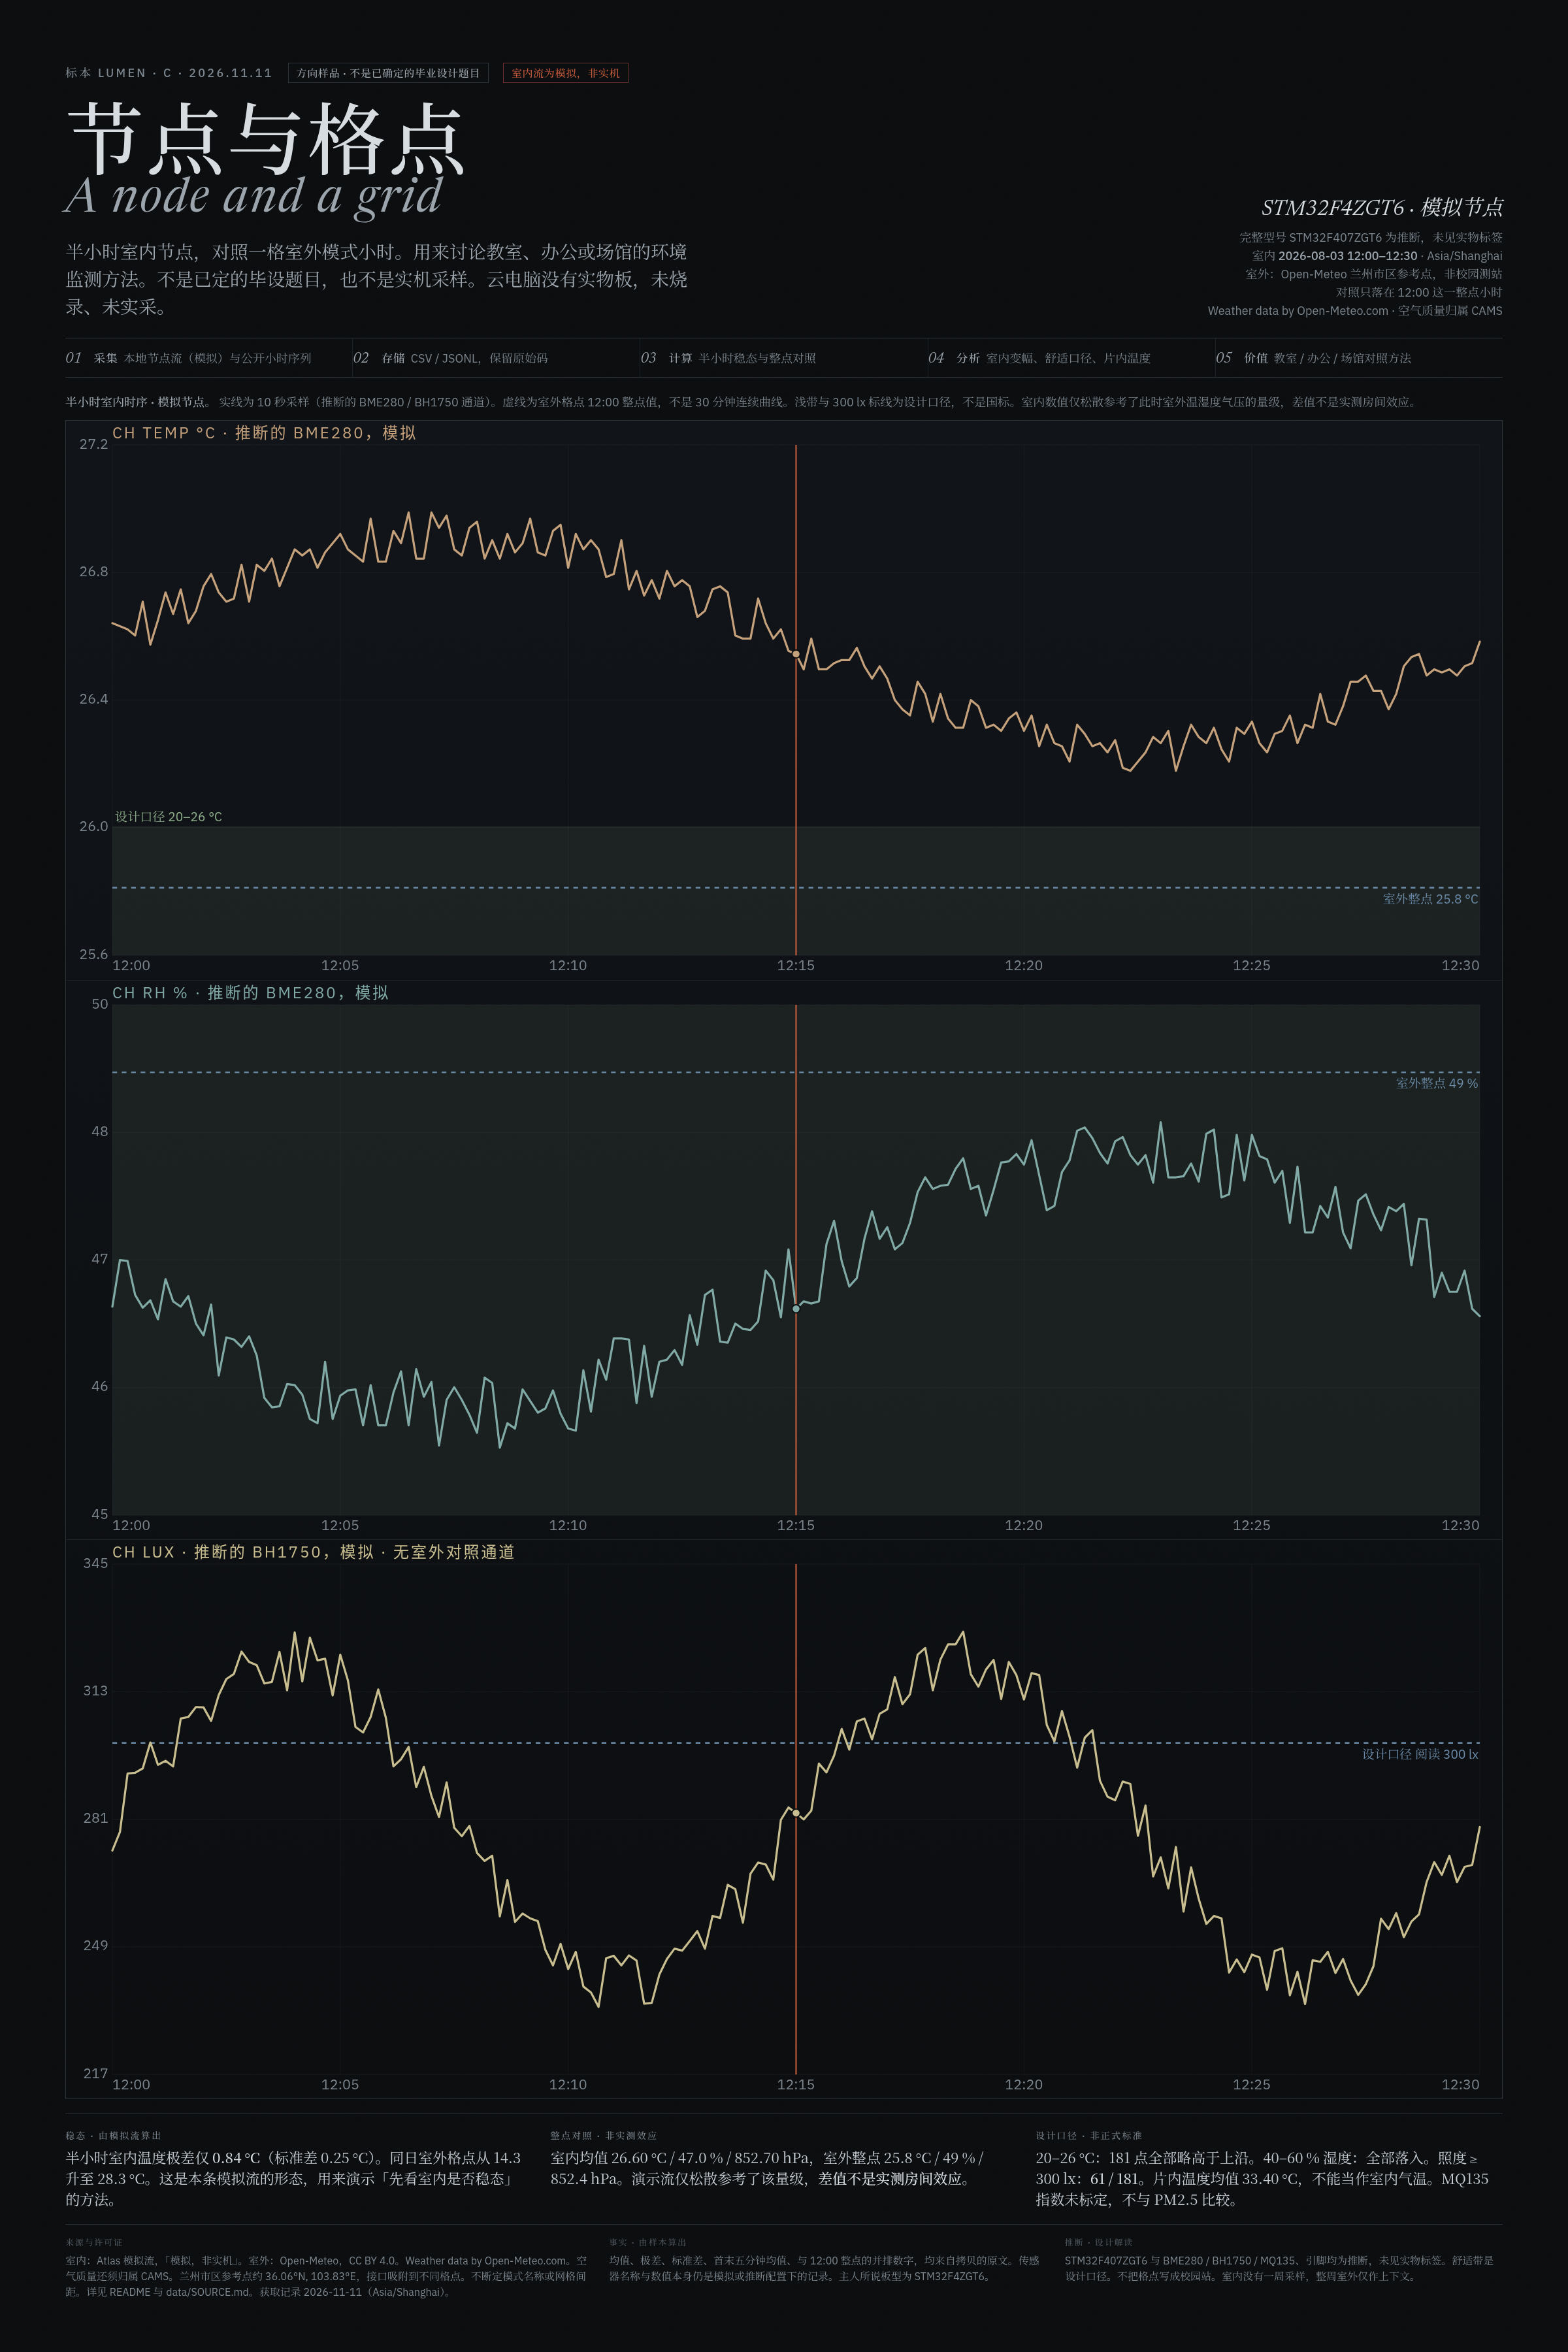 标本 LUMEN · C · 2026.11.11
方向样品 · 不是已确定的毕业设计题目
室内流为模拟，非实机
节点与格点
A node and a grid
半小时室内节点，对照一格室外模式小时。用来讨论教室、办公或场馆的环境
监测方法。不是已定的毕设题目，也不是实机采样。云电脑没有实物板，未烧
录、未实采。
STM32F4ZGT6 · 模拟节点
完整型号 STM32F407ZGT6 为推断，未见实物标签
室内 2026-08-03 12:00–12:30 · Asia/Shanghai
室外：Open-Meteo 兰州市区参考点，非校园测站
对照只落在 12:00 这一整点小时
Weather data by Open-Meteo.com · 空气质量归属 CAMS
01 采集 本地节点流（模拟）与公开小时序列
02 存储 CSV / JSONL，保留原始码
03 计算 半小时稳态与整点对照
04 分析 室内变幅、舒适口径、片内温度
05 价值 教室 / 办公 / 场馆对照方法
半小时室内时序 · 模拟节点。 实线为 10 秒采样（推断的 BME280 / BH1750 通道）。虚线为室外格点 12:00 整点值，不是 30 分钟连续曲线。浅带与 300 lx 标线为设计口径，不是国标。室内数值仅松散参考了此时室外温湿度气压的量级，差值不是实测房间效应。
CH TEMP °C · 推断的 BME280，模拟
27.2
26.8
26.4
设计口径 20–26 °C
26.0
室外整点 25.8 °C
25.6
12:00 12:05 12:10 12:15 12:20 12:25 12:30
CH RH % · 推断的 BME280，模拟
50
室外整点 49 %
48
47
46
45
12:00 12:05 12:10 12:15 12:20 12:25 12:30
CH LUX · 推断的 BH1750，模拟 · 无室外对照通道
345
313
设计口径 阅读 300 lx
281
249
217
12:00 12:05 12:10 12:15 12:20 12:25 12:30
稳态 · 由模拟流算出
半小时室内温度极差仅 0.84 °C（标准差 0.25 °C）。同日室外格点从 14.3
升至 28.3 °C。这是本条模拟流的形态，用来演示「先看室内是否稳态」
的方法。
整点对照 · 非实测效应
室内均值 26.60 °C / 47.0 % / 852.70 hPa，室外整点 25.8 °C / 49 % /
852.4 hPa。演示流仅松散参考了该量级，差值不是实测房间效应。
设计口径 · 非正式标准
20–26 °C：181 点全部略高于上沿。40–60 % 湿度：全部落入。照度 ≥
300 lx：61 / 181。片内温度均值 33.40 °C，不能当作室内气温。MQ135
指数未标定，不与 PM2.5 比较。
来源与许可证
室内：Atlas 模拟流，「模拟，非实机」。室外：Open-Meteo，CC BY 4.0。Weather data by Open-Meteo.com。空
气质量还须归属 CAMS。兰州市区参考点约 36.06°N, 103.83°E，接口吸附到不同格点。不断定模式名称或网格间
距。详见 README 与 data/SOURCE.md。获取记录 2026-11-11（Asia/Shanghai）。
事实 · 由样本算出
均值、极差、标准差、首末五分钟均值、与 12:00 整点的并排数字，均来自拷贝的原文。传感
器名称与数值本身仍是模拟或推断配置下的记录。主人所说板型为 STM32F4ZGT6。
推断 · 设计解读
STM32F407ZGT6 与 BME280 / BH1750 / MQ135、引脚均为推断，未见实物标签。舒适带是
设计口径。不把格点写成校园站。室内没有一周采样，整周室外仅作上下文。